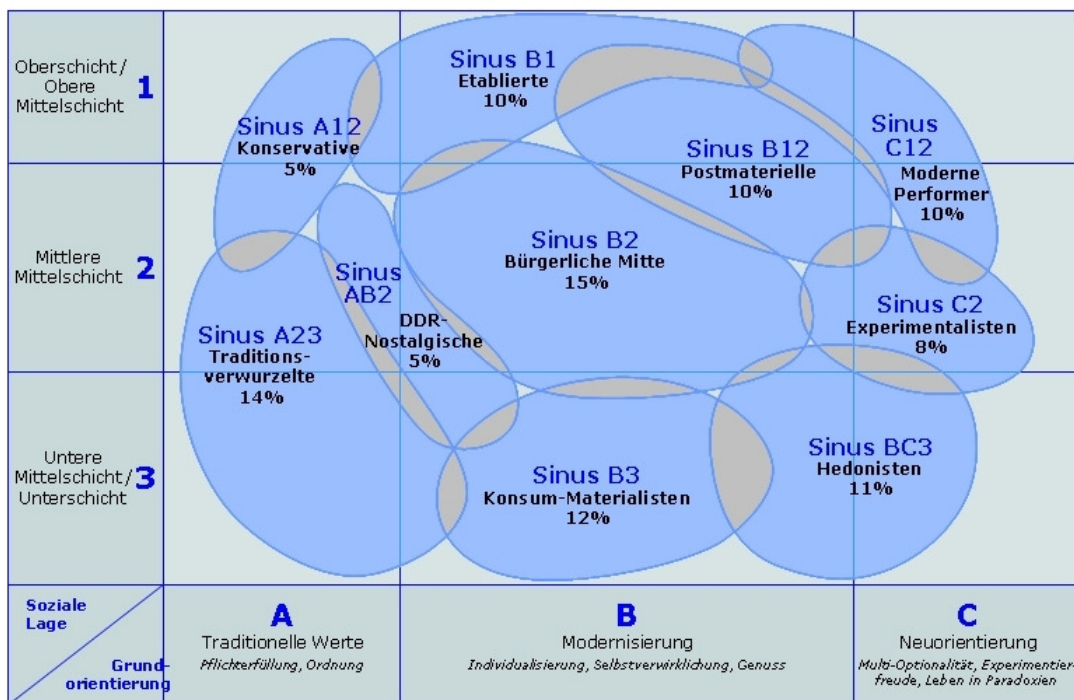 Oberschicht/
Obere
Mittelschicht
1
Sinus B1
Etablierte
10%
Sinus A12
Konservative
5%
Sinus B12
Postmaterielle
10%
Sinus
C12
Moderne
Performer
10%
Mittlere
Mittelschicht
2
Sinus B2
Bürgerliche Mitte
15%
Sinus
AB2
DDR-
Nostalgische
5%
Sinus A23
Traditions-
verwurzelte
14%
Sinus C2
Experimentalisten
8%
Untere
Mittelschicht/
Unterschicht
3
Sinus B3
Konsum-Materialisten
12%
Sinus BC3
Hedonisten
11%
Soziale
Lage
Grund-
orientierung
A
Traditionelle Werte
Pflichterfüllung, Ordnung
B
Modernisierung
Individualisierung, Selbstverwirklichung, Genuss
C
Neuorientierung
Multi-Optionalität, Experimentier-
freude, Leben in Paradoxien